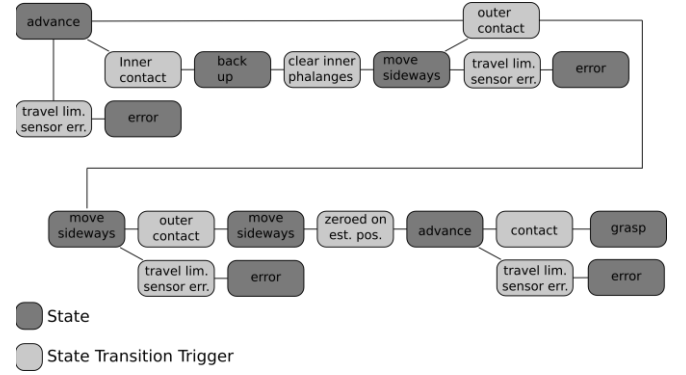 advance
outer
contact
Inner
contact
back
up
clear inner
phalanges
move
sideways
travel lim.
sensor err.
error
travel lim.
sensor err.
error
move
sideways
outer
contact
move
sideways
zeroed on
est. pos.
advance
contact
grasp
travel lim.
sensor err.
error
travel lim.
sensor err.
error
State
State Transition Trigger